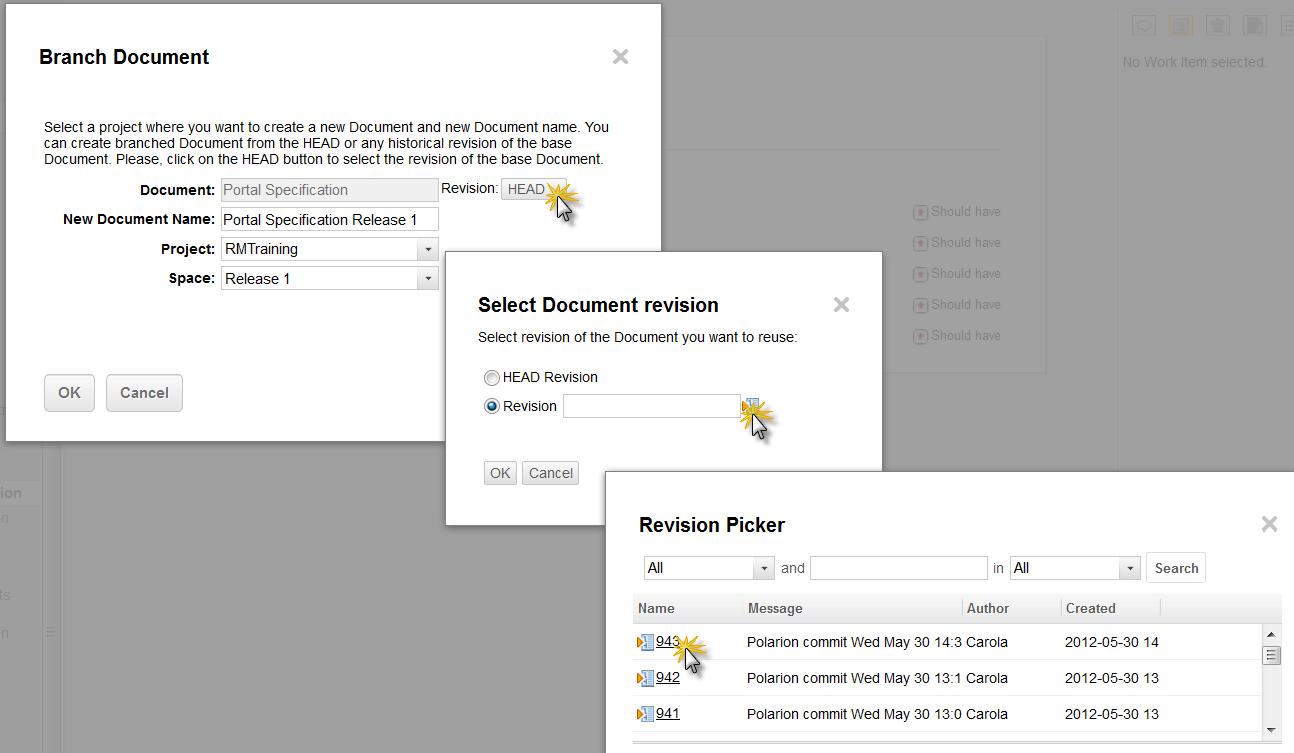 Branch Document
Select a project where you want to create a new Document and new Document name. You
can create branched Document from the HEAD or any historical revision of the base
Document. Please, click on the HEAD button to select the revision of the base Document.
Document: Portal Specification Revision: HEAD
New Document Name: Portal Specification Release 1
Project: RMTraining
Space: Release 1
OK Cancel
No Work Item selected.
Should have
Should have
Should have
Should have
Should have
Select Document revision
Select revision of the Document you want to reuse:
HEAD Revision
Revision
OK Cancel
ion
n
ts
n
Revision Picker
All and in All Search
Name Message Author Created
943 Polarion commit Wed May 30 14:3 Carola 2012-05-30 14
942 Polarion commit Wed May 30 13:1 Carola 2012-05-30 13
941 Polarion commit Wed May 30 13:0 Carola 2012-05-30 13